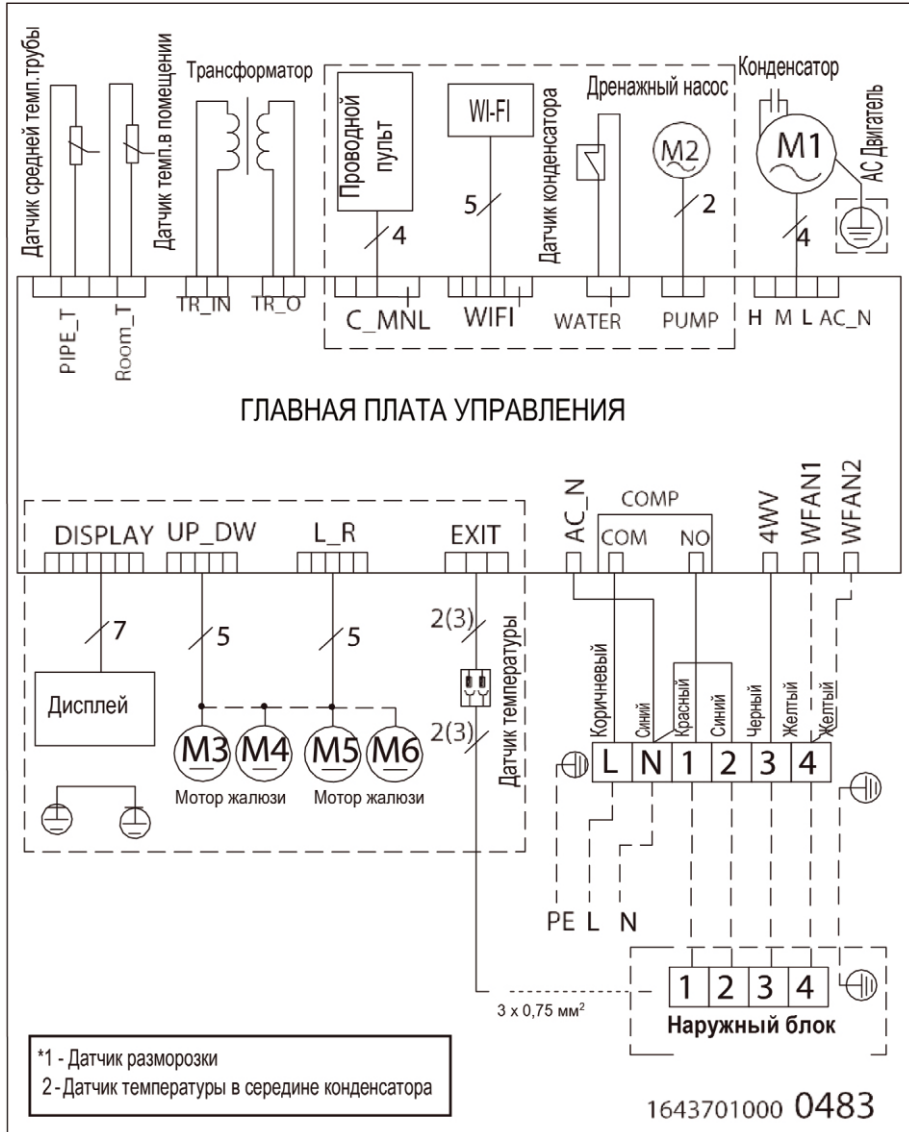 Датчик средней темп.трубы
Датчик темп.в помещении
Трансформатор
Проводной
пульт
4
WI-FI
5
Датчик конденсатора
Дренажный насос
M2
2
Конденсатор
M1
4
АС Двигатель
PIPE_T
Room_T
TR_IN
TR_O
C_MNL
WIFI
WATER
PUMP
H M L AC_N
ГЛАВНАЯ ПЛАТА УПРАВЛЕНИЯ
DISPLAY
UP_DW
L_R
EXIT
AC_N
COMP
COM
NO
4WV
WFAN1
WFAN2
7
5
5
2(3)
2(3)
Датчик температуры
Дисплей
M3
M4
M5
M6
Мотор жалюзи
Мотор жалюзи
Коричневый
Синий
Красный
Синий
Черный
Желтый
Желтый
L N 1 2 3 4
PE L N
3 x 0,75 мм²
1 2 3 4
Наружный блок
*1 - Датчик разморозки
2 - Датчик температуры в середине конденсатора
1643701000 0483